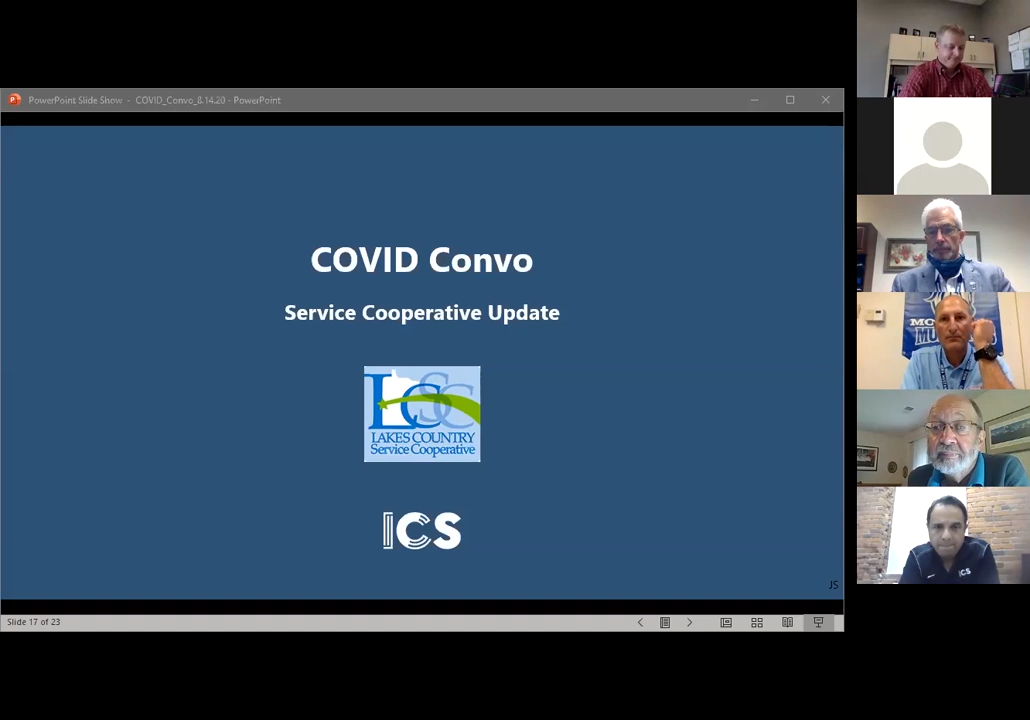 PowerPoint Slide Show - COVID_Convo_8.14.20 - PowerPoint
COVID Convo
Service Cooperative Update
LCSC
LAKES COUNTRY
Service Cooperative
ICS
JS
Slide 17 of 23
ICS